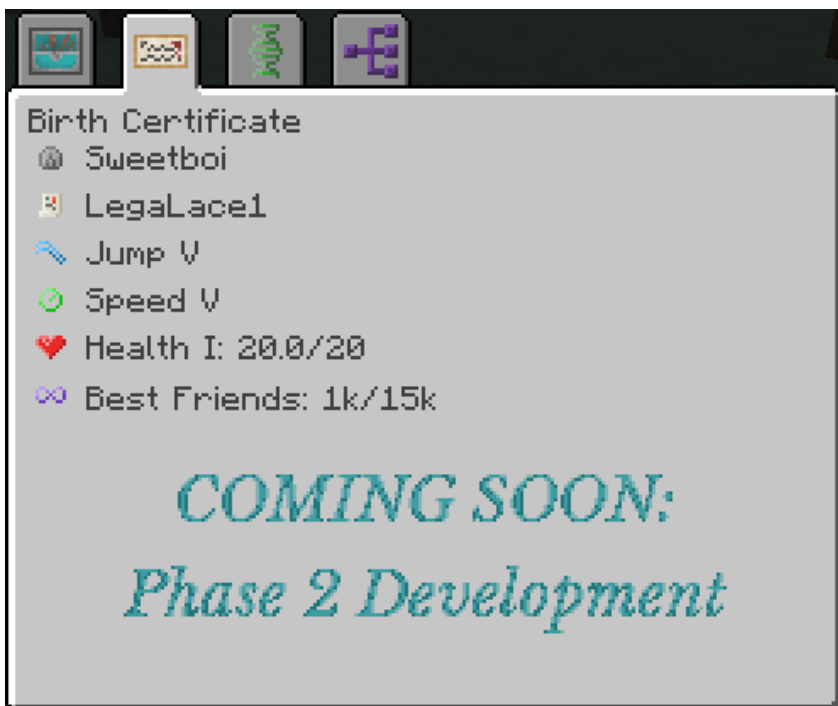 Birth Certificate
Sweetboi
LegaLace1
Jump V
Speed V
Health I: 20.0/20
Best Friends: 1k/15k
COMING SOON:
Phase 2 Development